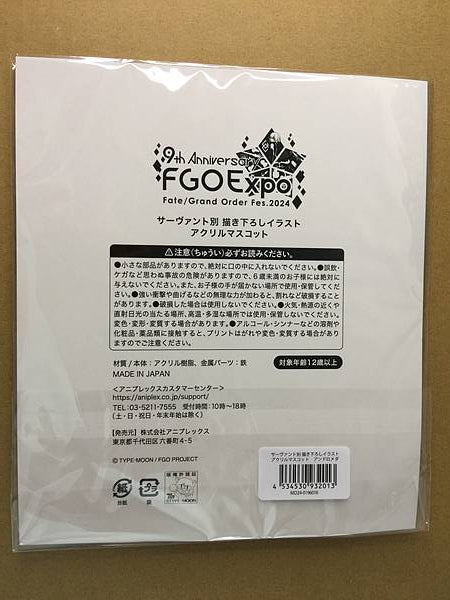 9th Anniversary
FGO Expo
Fate/Grand Order Fes.2024
サーヴァント別 描き下ろしイラスト
アクリルマスコット
⚠注意(ちゅうい)必ずお読みください。
●小さな部品がありますので、絶対に口の中に入れないでください。●誤飲、
ケガなど思わぬ事故の危険がありますので、6歳未満のお子様には絶対に
与えないでください。また、お子様の手が届かない場所で使用・保管してく
ださい。●強い衝撃や曲げるなどの無理な力が加わると、割れなど破損すること
があります。●破損した場合は使用しないでください。●火気・熱源の近くや
直射日光の当たる場所、高温・多湿な場所では使用・保管しないでください。
変色・変形・変質する場合があります。●アルコール・シンナーなどの溶剤や
化粧品・薬品類に接触すると、プリントはがれや変色・変質する場合があり
ますのでご注意ください。
材質/本体:アクリル樹脂、金属パーツ:鉄
MADE IN JAPAN
対象年齢12歳以上
<アニプレックスカスタマーセンター>
https://aniplex.co.jp/support/
TEL:03-5211-7555 受付時間:10時~18時
(土・日・祝日・年末年始は除く)
[発売元]株式会社アニプレックス
東京都千代田区六番町4-5
© TYPE-MOON / FGO PROJECT
紙
台紙
プラ
袋
版権許諾証
TYPE MOON
サーヴァント別 描き下ろしイラスト
アクリルマスコット アンドロメダ
4 534530 932013